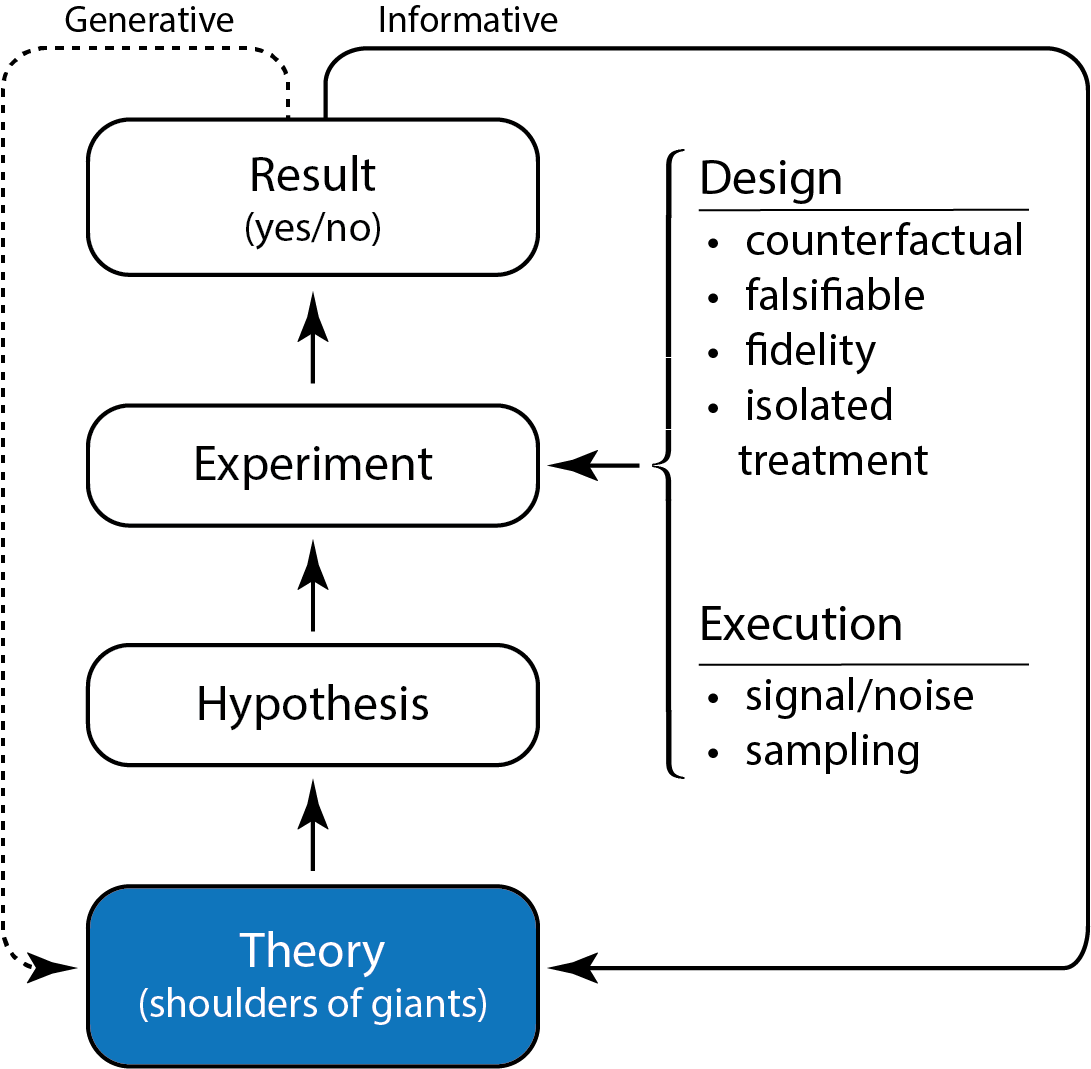 Generative
Informative
Result
(yes/no)
Experiment
Hypothesis
Theory
(shoulders of giants)
Design
• counterfactual
• falsifiable
• fidelity
• isolated
treatment
Execution
• signal/noise
• sampling